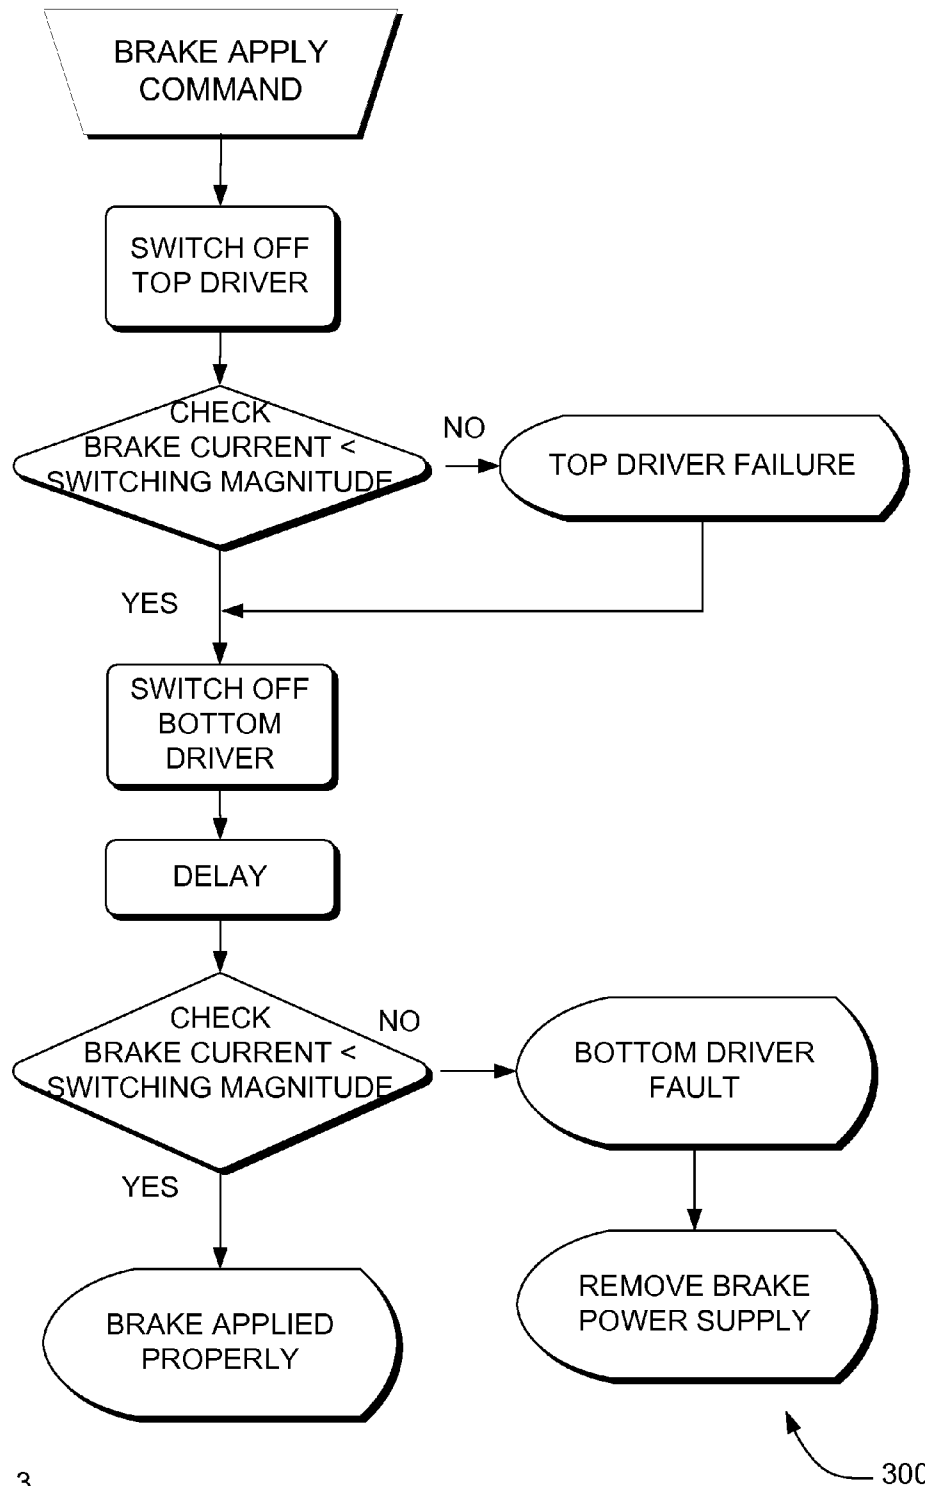 BRAKE APPLY
COMMAND
SWITCH OFF
TOP DRIVER
CHECK
BRAKE CURRENT <
SWITCHING MAGNITUDE
NO
TOP DRIVER FAILURE
YES
SWITCH OFF
BOTTOM
DRIVER
DELAY
CHECK
BRAKE CURRENT <
SWITCHING MAGNITUDE
NO
BOTTOM DRIVER
FAULT
YES
BRAKE APPLIED
PROPERLY
REMOVE BRAKE
POWER SUPPLY
300
3